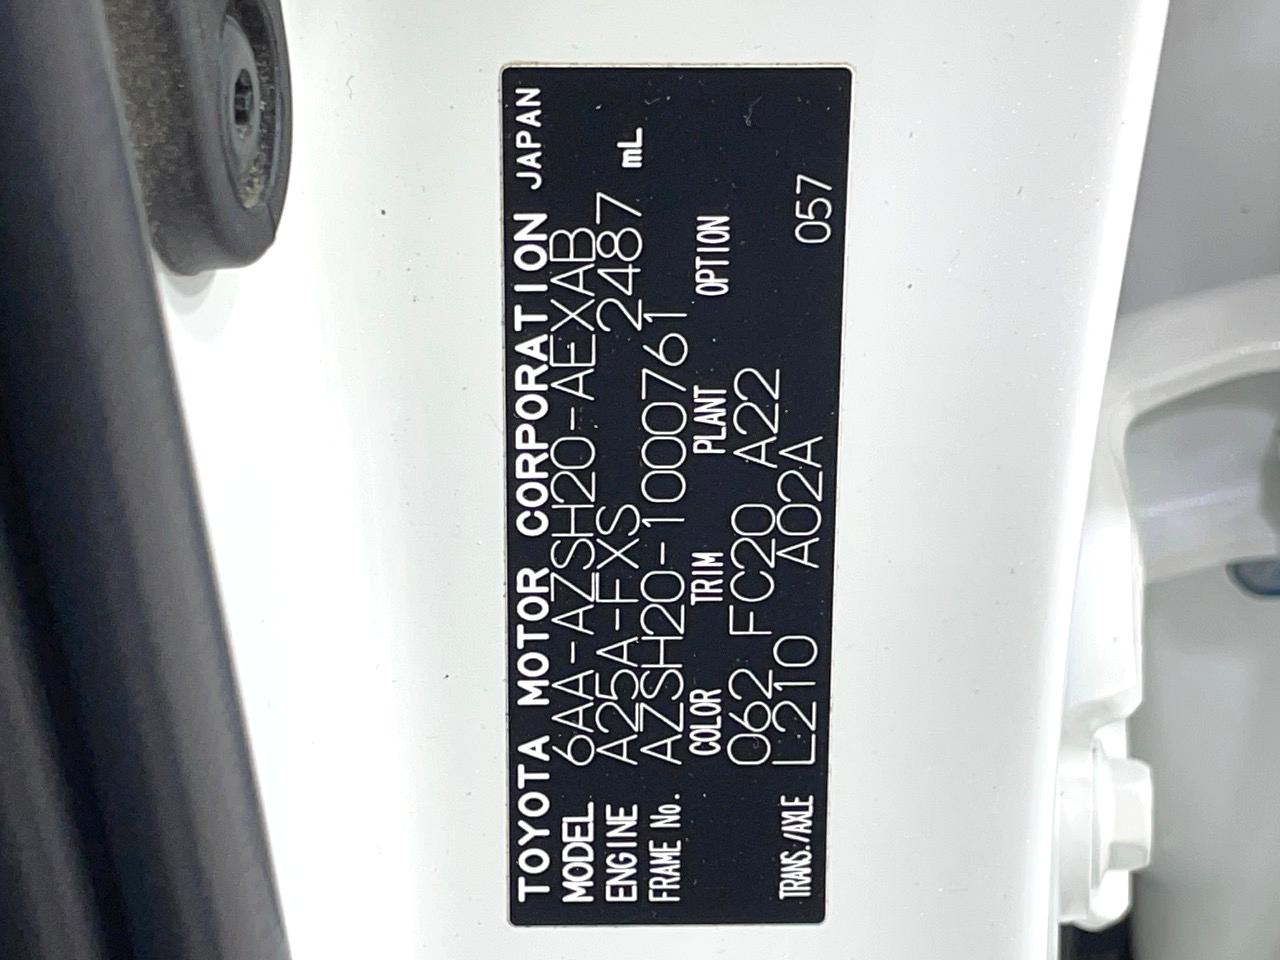 TOYOTA MOTOR CORPORATION JAPAN
MODEL 6AA-AZSH20-AEXAB
ENGINE A25A-FXS 2487 mL
FRAME No. AZSH20-1000761
COLOR TRIM PLANT OPTION
062 FC20 A22
TRANS./AXLE L210 A02A 057